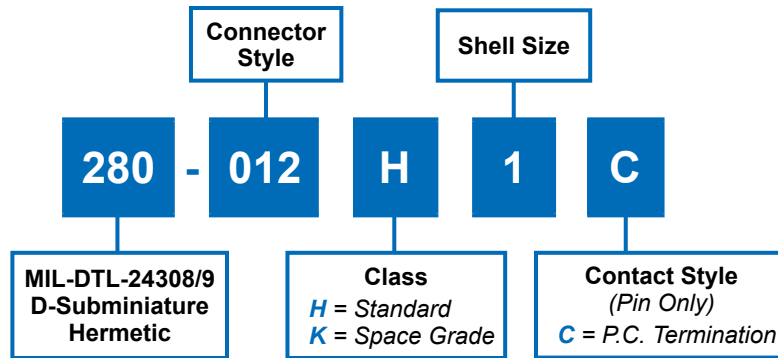 Connector
Style
Shell Size
280 - 012 H 1 C
MIL-DTL-24308/9
D-Subminiature
Hermetic
Class
H = Standard
K = Space Grade
Contact Style
(Pin Only)
C = P.C. Termination